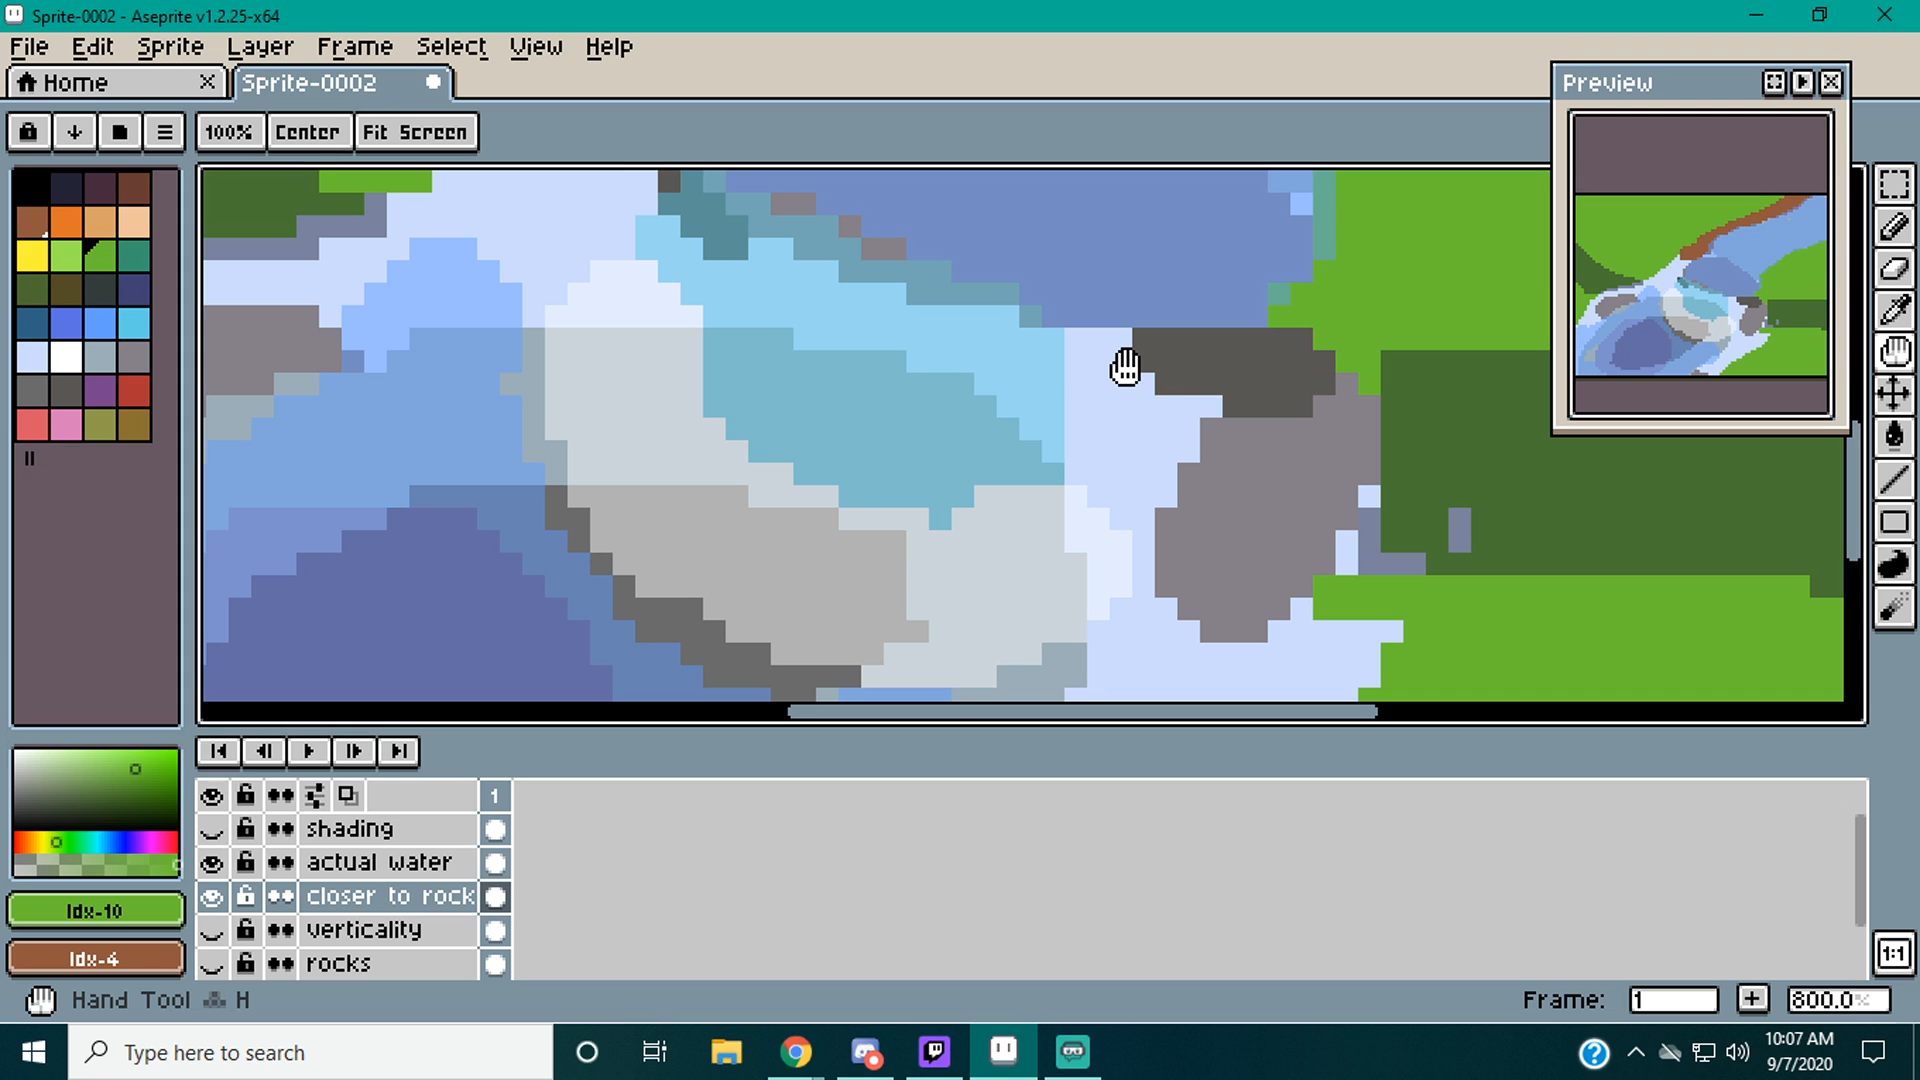 Sprite-0002 - Aseprite v1.2.25-x64
File Edit Sprite Layer Frame Select View Help
Home Sprite-0002
Preview
100% Center Fit Screen
1
shading
actual water
closer to rock
verticality
rocks
Idx-10
Idx-4
1:1
Hand Tool H Frame: 1 + 800.0%
Type here to search
10:07 AM
9/7/2020